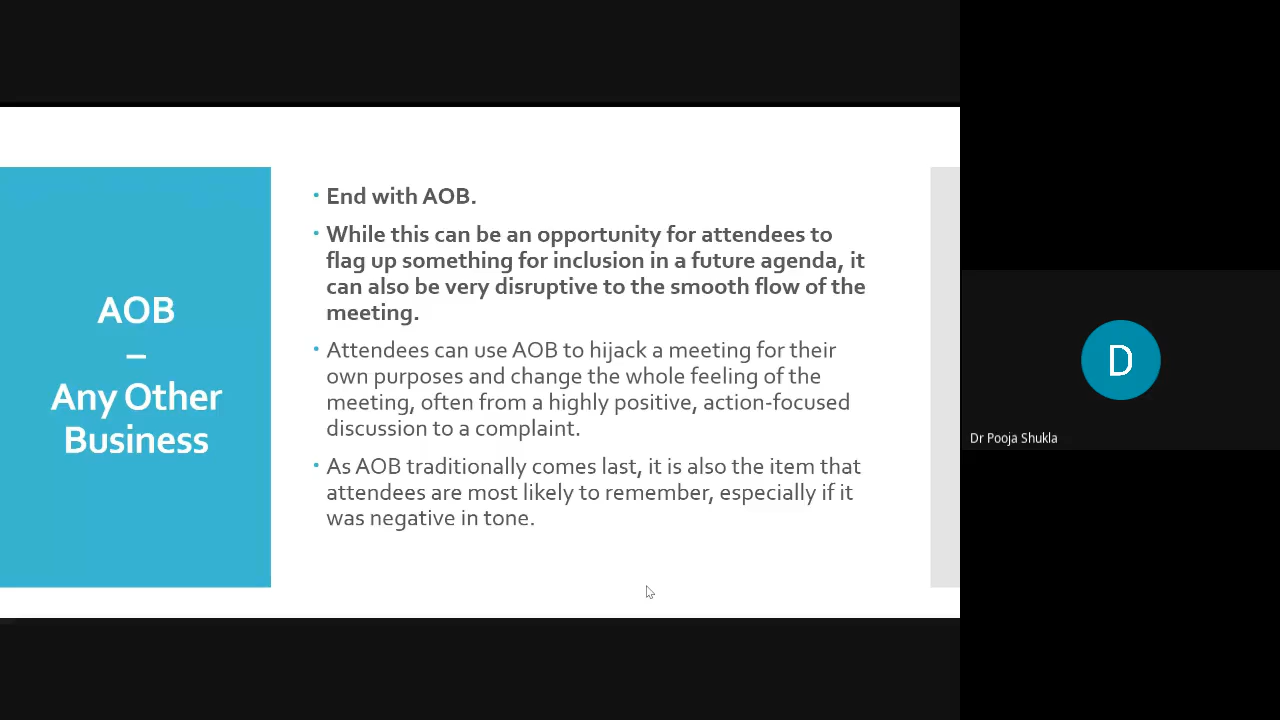 AOB
–
Any Other
Business
• End with AOB.
• While this can be an opportunity for attendees to
flag up something for inclusion in a future agenda, it
can also be very disruptive to the smooth flow of the
meeting.
• Attendees can use AOB to hijack a meeting for their
own purposes and change the whole feeling of the
meeting, often from a highly positive, action-focused
discussion to a complaint.
• As AOB traditionally comes last, it is also the item that
attendees are most likely to remember, especially if it
was negative in tone.
D
Dr Pooja Shukla